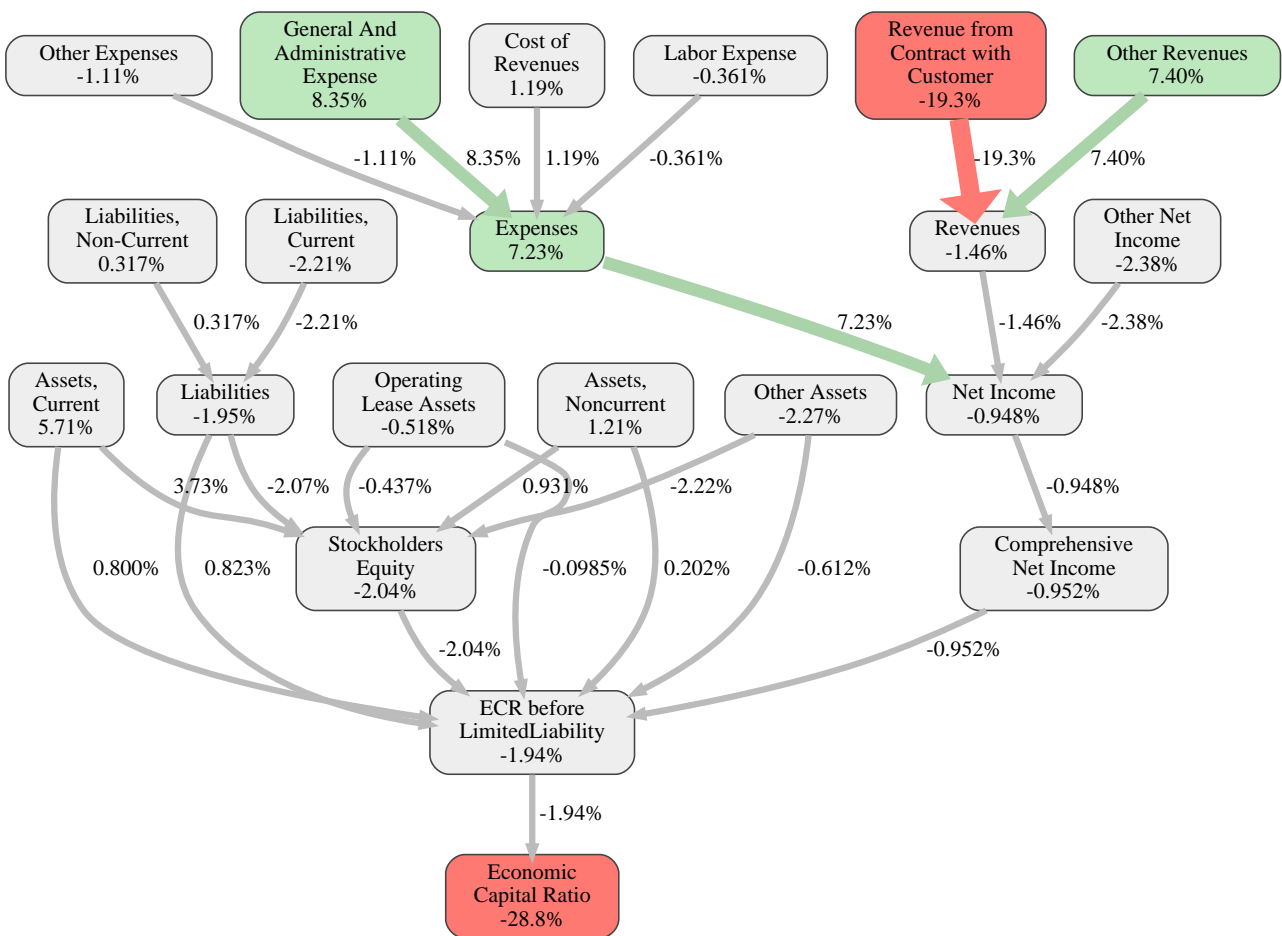 Other Expenses
-1.11%
General And
Administrative
Expense
8.35%
Cost of
Revenues
1.19%
Labor Expense
-0.361%
Revenue from
Contract with
Customer
-19.3%
Other Revenues
7.40%
-1.11%
8.35%
1.19%
-0.361%
-19.3%
7.40%
Liabilities,
Non-Current
0.317%
Liabilities,
Current
-2.21%
Expenses
7.23%
Revenues
-1.46%
Other Net
Income
-2.38%
0.317%
-2.21%
7.23%
-1.46%
-2.38%
Assets,
Current
5.71%
Liabilities
-1.95%
Operating
Lease Assets
-0.518%
Assets,
Noncurrent
1.21%
Other Assets
-2.27%
Net Income
-0.948%
3.73%
-2.07%
-0.437%
0.931%
-2.22%
-0.948%
Stockholders
Equity
-2.04%
Comprehensive
Net Income
-0.952%
0.800%
0.823%
-0.0985%
0.202%
-0.612%
-2.04%
-0.952%
ECR before
LimitedLiability
-1.94%
-1.94%
Economic
Capital Ratio
-28.8%